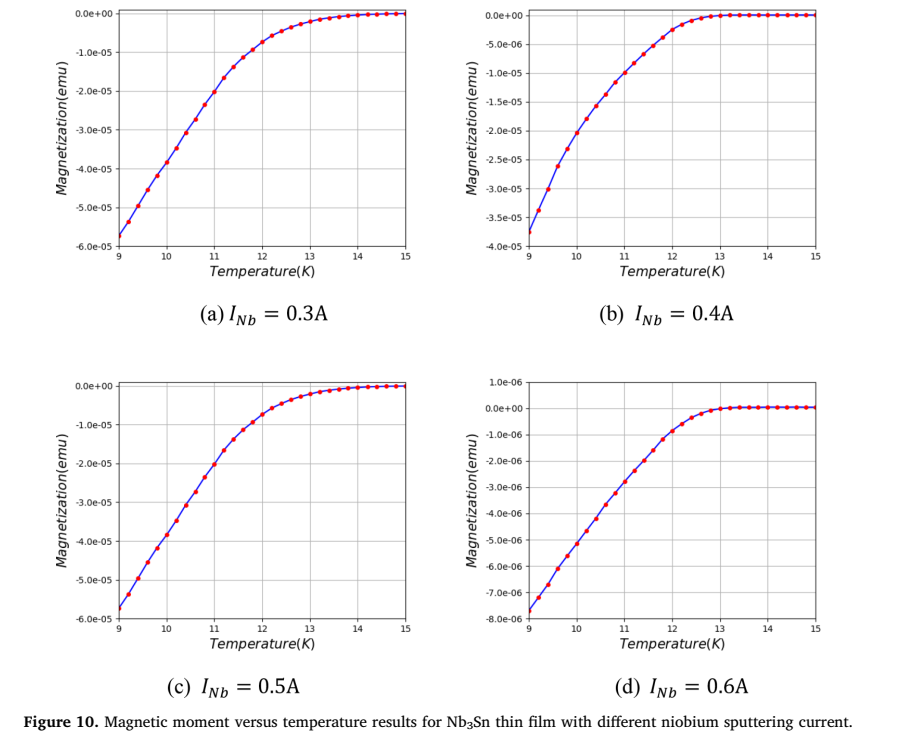 0.0e+00
-1.0e-05
-2.0e-05
-3.0e-05
-4.0e-05
-5.0e-05
-6.0e-05
Magnetization(emu)
9 10 11 12 13 14 15
Temperature(K)
(a) I_Nb = 0.3A
0.0e+00
-5.0e-06
-1.0e-05
-1.5e-05
-2.0e-05
-2.5e-05
-3.0e-05
-3.5e-05
-4.0e-05
Magnetization(emu)
9 10 11 12 13 14 15
Temperature(K)
(b) I_Nb = 0.4A
0.0e+00
-1.0e-05
-2.0e-05
-3.0e-05
-4.0e-05
-5.0e-05
-6.0e-05
Magnetization(emu)
9 10 11 12 13 14 15
Temperature(K)
(c) I_Nb = 0.5A
1.0e-06
0.0e+00
-1.0e-06
-2.0e-06
-3.0e-06
-4.0e-06
-5.0e-06
-6.0e-06
-7.0e-06
-8.0e-06
Magnetization(emu)
9 10 11 12 13 14 15
Temperature(K)
(d) I_Nb = 0.6A
Figure 10. Magnetic moment versus temperature results for Nb₃Sn thin film with different niobium sputtering current.